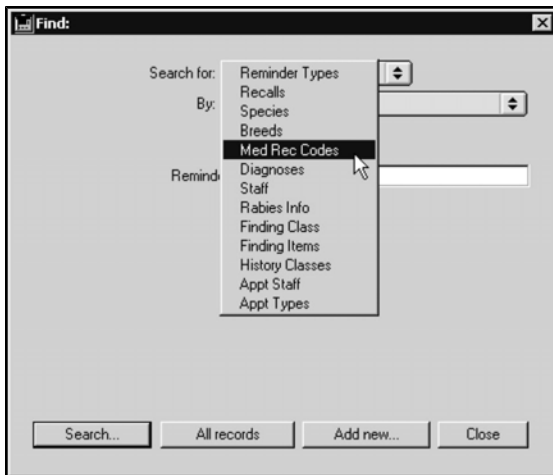 Find:
Search for:
By:
Remind
Reminder Types
Recalls
Species
Breeds
Med Rec Codes
Diagnoses
Staff
Rabies Info
Finding Class
Finding Items
History Classes
Appt Staff
Appt Types
Search... All records Add new... Close